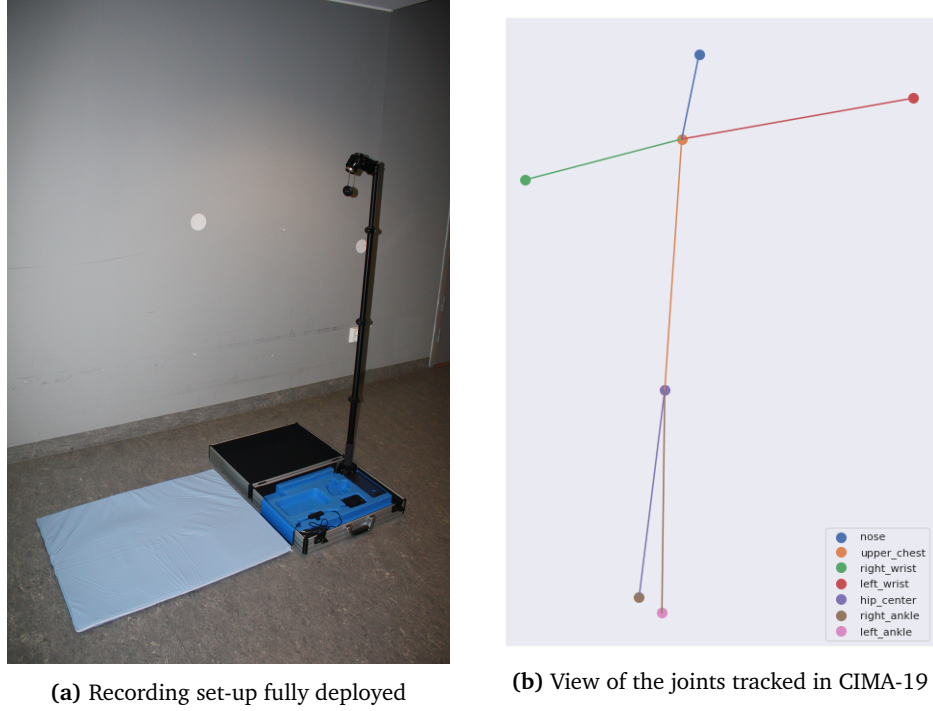 nose
upper_chest
right_wrist
left_wrist
hip_center
right_ankle
left_ankle
(a) Recording set-up fully deployed
(b) View of the joints tracked in CIMA-19